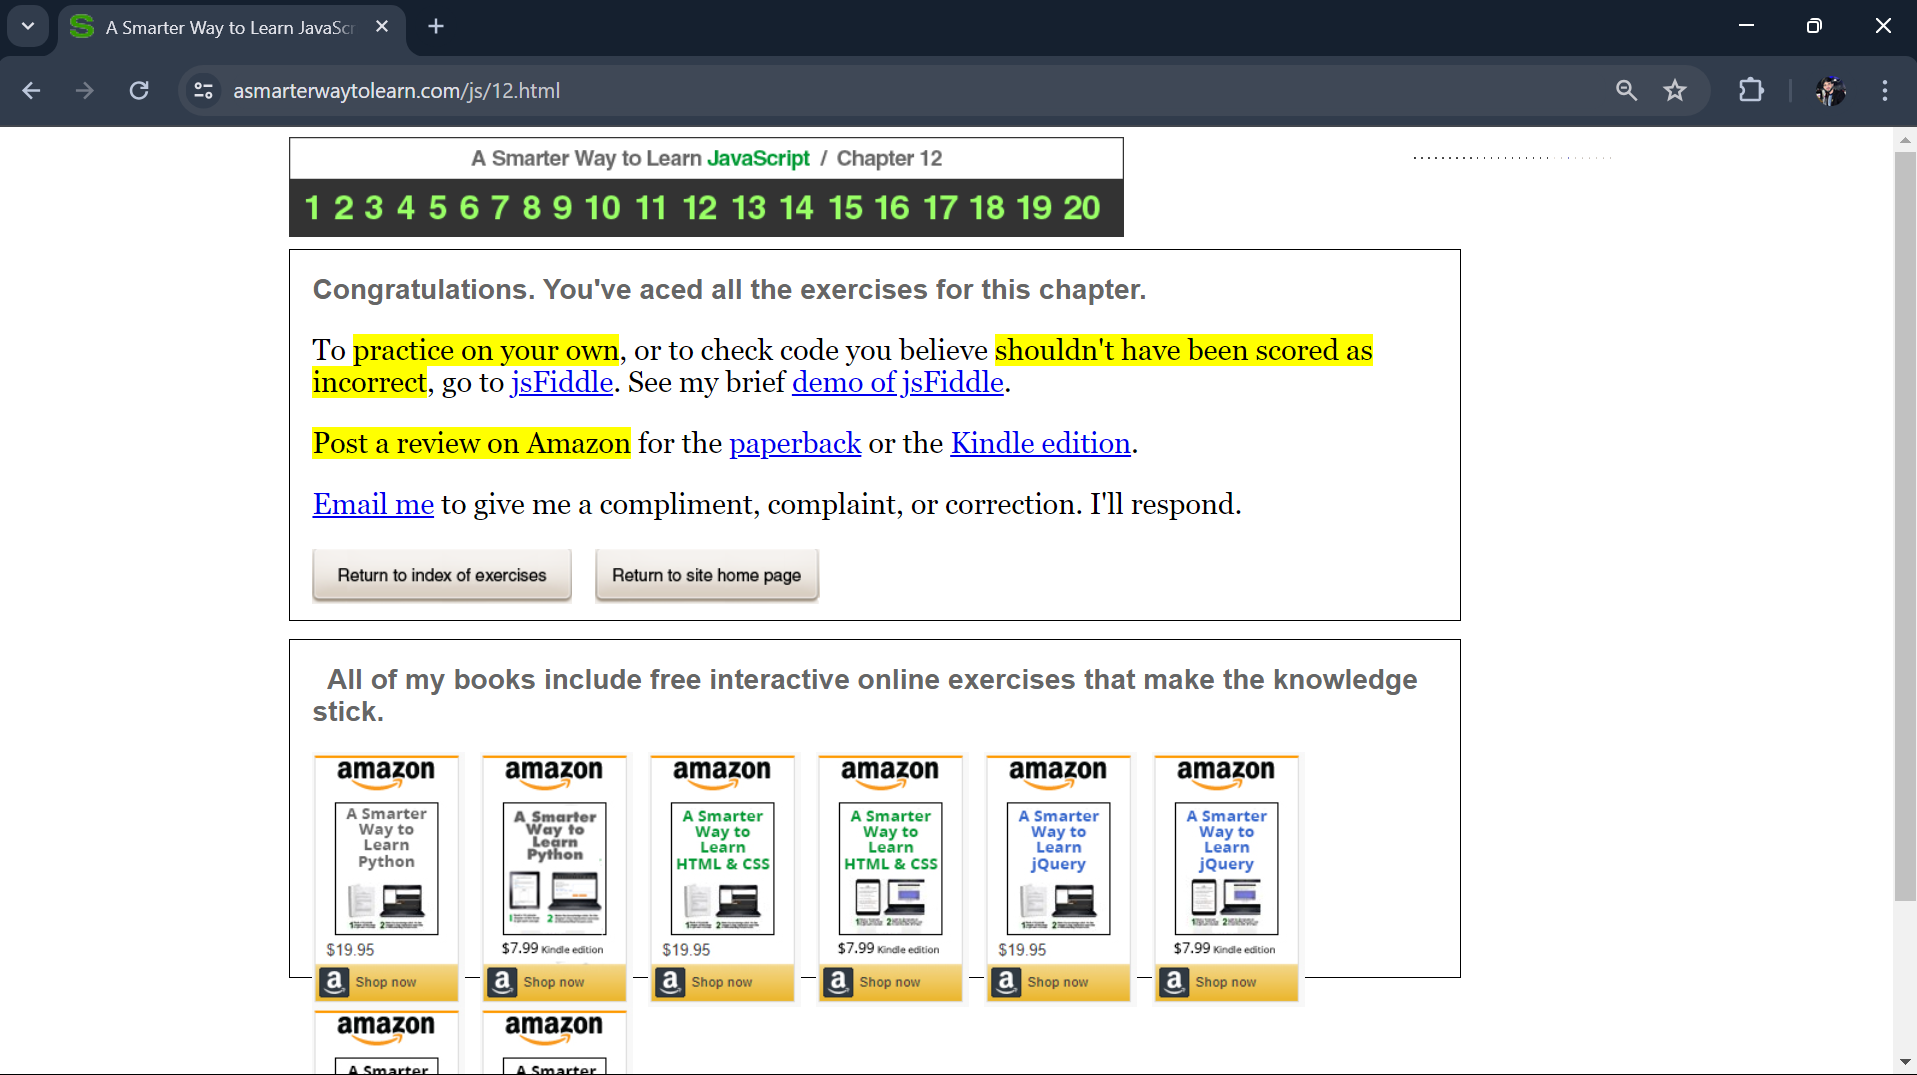 A Smarter Way to Learn JavaScr
asmarterwaytolearn.com/js/12.html
A Smarter Way to Learn JavaScript / Chapter 12
1 2 3 4 5 6 7 8 9 10 11 12 13 14 15 16 17 18 19 20
Congratulations. You've aced all the exercises for this chapter.
To practice on your own, or to check code you believe shouldn't have been scored as
incorrect, go to jsFiddle. See my brief demo of jsFiddle.
Post a review on Amazon for the paperback or the Kindle edition.
Email me to give me a compliment, complaint, or correction. I'll respond.
Return to index of exercises Return to site home page
All of my books include free interactive online exercises that make the knowledge
stick.
amazon amazon amazon amazon amazon amazon
A Smarter A Smarter A Smarter A Smarter A Smarter A Smarter
Way to Way to Way to Way to Way to Way to
Learn Learn Learn Learn Learn Learn
Python Python HTML & CSS HTML & CSS jQuery jQuery
$19.95 $7.99 Kindle edition $19.95 $7.99 Kindle edition $19.95 $7.99 Kindle edition
a Shop now a Shop now a Shop now a Shop now a Shop now a Shop now
amazon amazon
A Smarter A Smarter